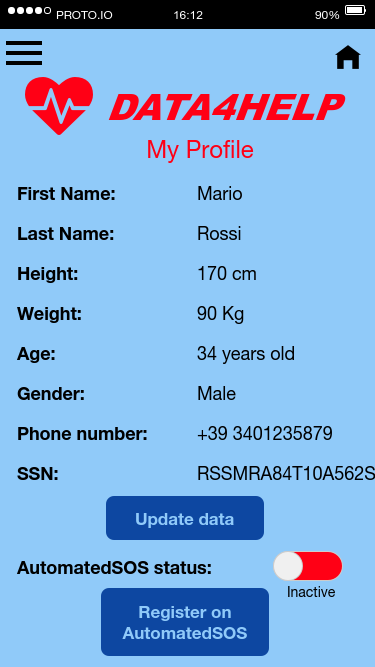 PROTO.IO 16:12 90%
DATA4HELP
My Profile
First Name: Mario
Last Name: Rossi
Height: 170 cm
Weight: 90 Kg
Age: 34 years old
Gender: Male
Phone number: +39 3401235879
SSN: RSSMRA84T10A562S
Update data
AutomatedSOS status:
Inactive
Register on
AutomatedSOS